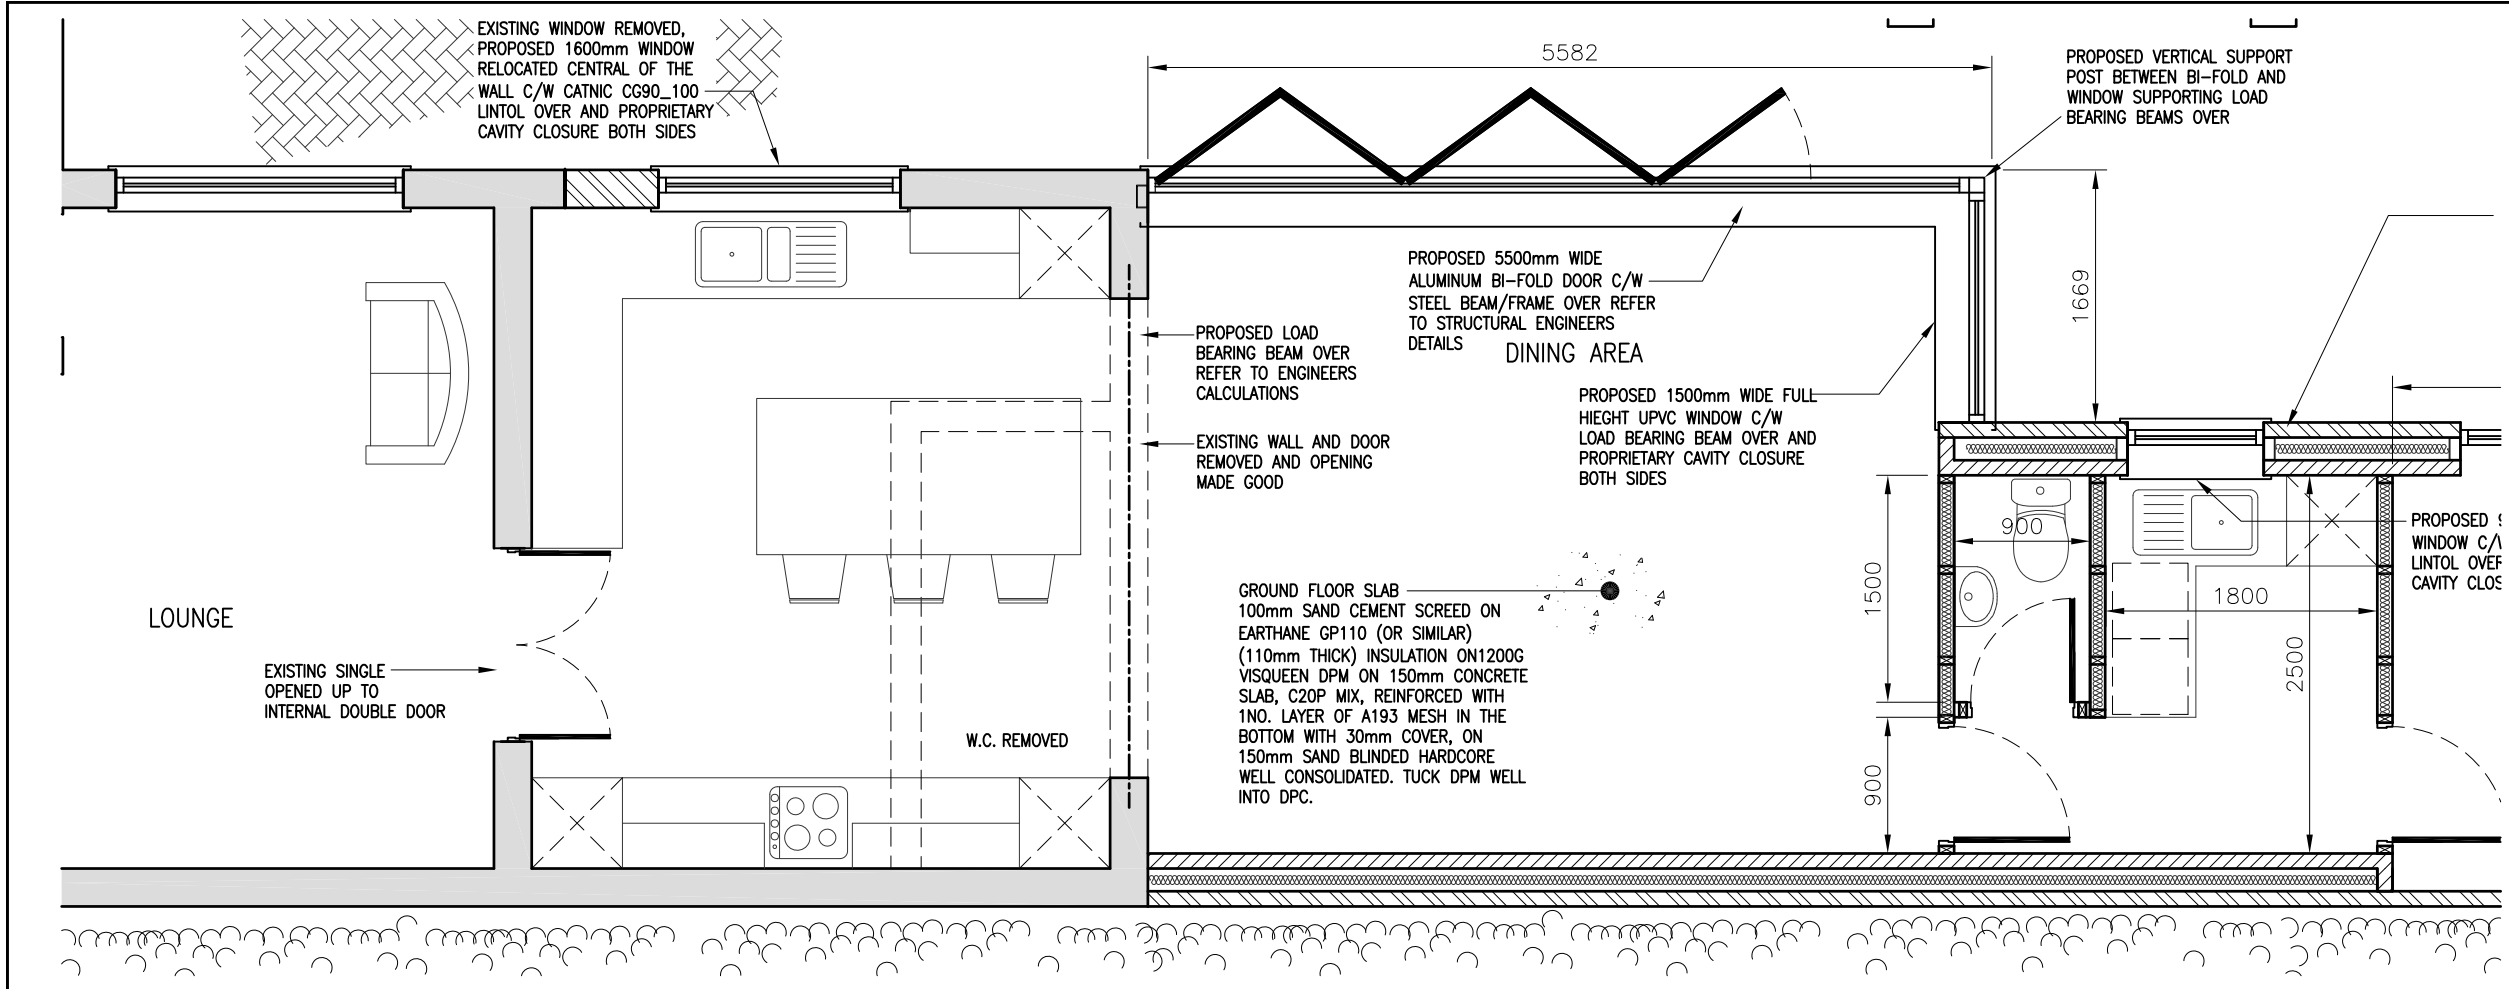 EXISTING WINDOW REMOVED,
PROPOSED 1600mm WINDOW
RELOCATED CENTRAL OF THE
WALL C/W CATNIC CG90_100
LINTOL OVER AND PROPRIETARY
CAVITY CLOSURE BOTH SIDES
5582
PROPOSED VERTICAL SUPPORT
POST BETWEEN BI-FOLD AND
WINDOW SUPPORTING LOAD
BEARING BEAMS OVER
1669
PROPOSED 5500mm WIDE
ALUMINUM BI-FOLD DOOR C/W
STEEL BEAM/FRAME OVER REFER
TO STRUCTURAL ENGINEERS
DETAILS
DINING AREA
PROPOSED LOAD
BEARING BEAM OVER
REFER TO ENGINEERS
CALCULATIONS
PROPOSED 1500mm WIDE FULL
HIEGHT UPVC WINDOW C/W
LOAD BEARING BEAM OVER AND
PROPRIETARY CAVITY CLOSURE
BOTH SIDES
EXISTING WALL AND DOOR
REMOVED AND OPENING
MADE GOOD
900
PROPOSED
WINDOW
LINTOL
CAVITY
1500
1800
2500
900
GROUND FLOOR SLAB
100mm SAND CEMENT SCREED ON
EARTHANE GP110 (OR SIMILAR)
(110mm THICK) INSULATION ON1200G
VISQUEEN DPM ON 150mm CONCRETE
SLAB, C20P MIX, REINFORCED WITH
1NO. LAYER OF A193 MESH IN THE
BOTTOM WITH 30mm COVER, ON
150mm SAND BLINDED HARDCORE
WELL CONSOLIDATED. TUCK DPM WELL
INTO DPC.
LOUNGE
EXISTING SINGLE
OPENED UP TO
INTERNAL DOUBLE DOOR
W.C. REMOVED